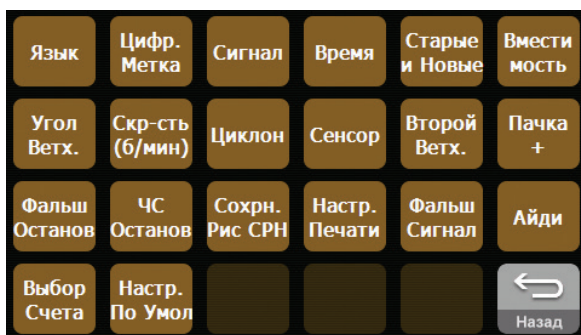 Язык
Цифр.
Метка
Сигнал
Время
Старые
и Новые
Вмести
мость
Угол
Ветх.
Скр-сть
(б/мин)
Циклон
Сенсор
Второй
Ветх.
Пачка
+
Фальш
Останов
ЧС
Останов
Сохрн.
Рис СРН
Настр.
Печати
Фальш
Сигнал
Айди
Выбор
Счета
Настр.
По Умол
Назад